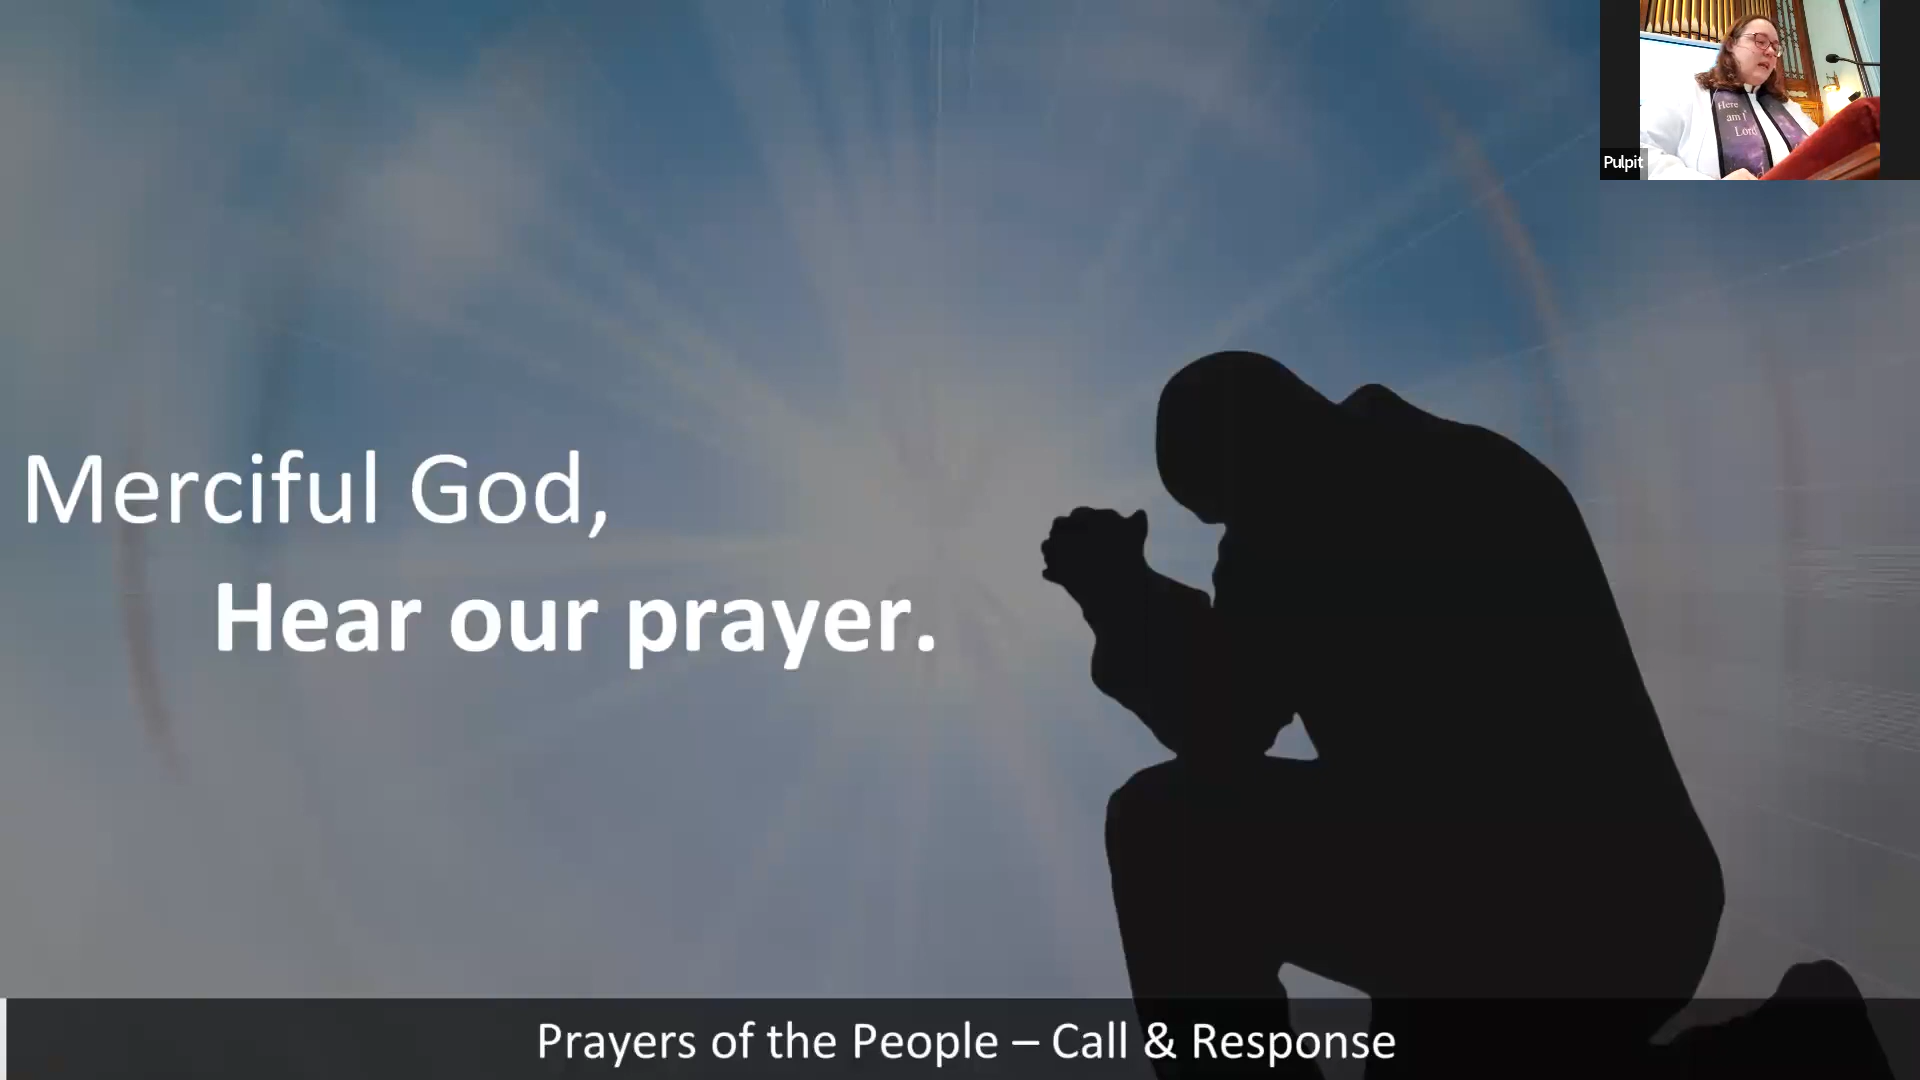 Merciful God,
Hear our prayer.
Prayers of the People – Call & Response
Pulpit
Here
am I
Lord